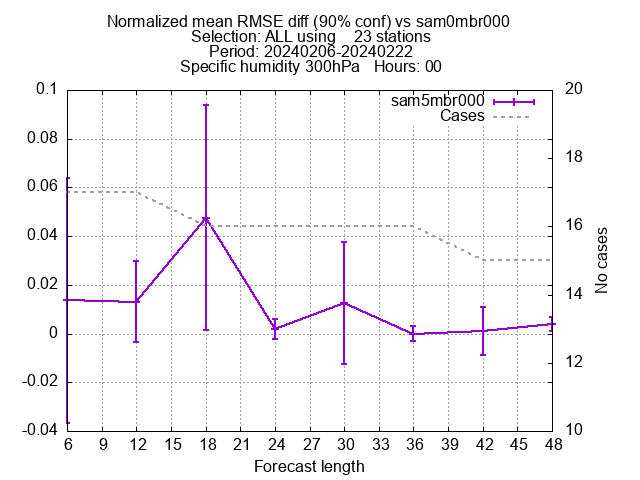 Normalized mean RMSE diff (90% conf) vs sam0mbr000
Selection: ALL using    23 stations
Period: 20240206-20240222
Specific humidity 300hPa   Hours: 00
sam5mbr000
Cases
0.1
0.08
0.06
0.04
0.02
0
-0.02
-0.04
20
18
16
14
12
10
No cases
6 9 12 15 18 21 24 27 30 33 36 39 42 45 48
Forecast length